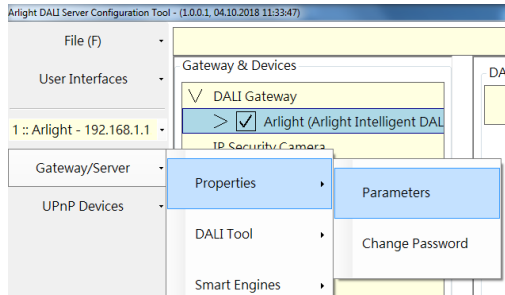 Arlight DALI Server Configuration Tool - (1.0.0.1, 04.10.2018 11:33:47)
File (F)
User Interfaces
1 :: Arlight - 192.168.1.1
Gateway/Server
UPnP Devices
Gateway & Devices
DALI Gateway
Arlight (Arlight Intelligent DAL
IP Security Camera
DA
Properties
DALI Tool
Smart Engines
Parameters
Change Password